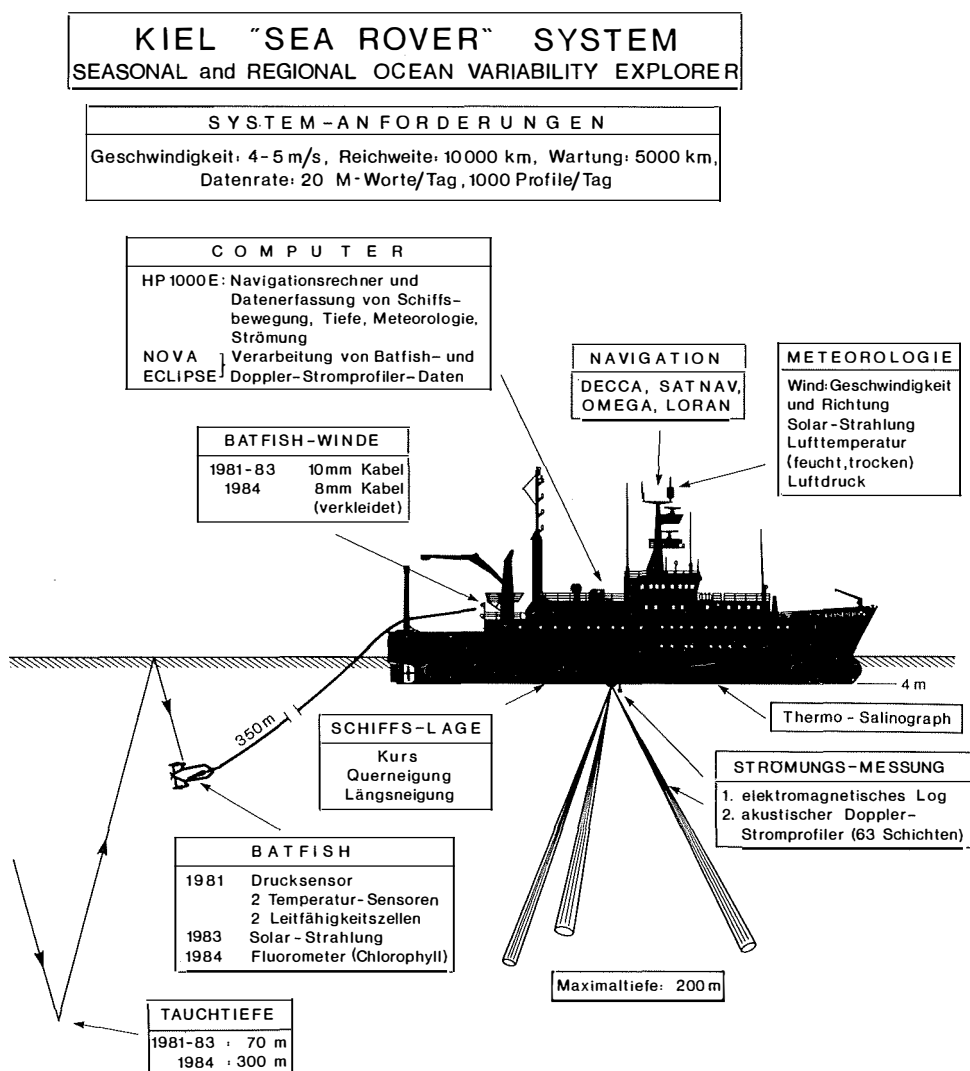 KIEL "SEA ROVER" SYSTEM
SEASONAL and REGIONAL OCEAN VARIABILITY EXPLORER
SYSTEM-ANFORDERUNGEN
Geschwindigkeit: 4-5 m/s, Reichweite: 10000 km, Wartung: 5000 km,
Datenrate: 20 M-Worte/Tag, 1000 Profile/Tag
COMPUTER
HP 1000E: Navigationsrechner und
Datenerfassung von Schiffs-
bewegung, Tiefe, Meteorologie,
Strömung
NOVA } Verarbeitung von Batfish- und
ECLIPSE Doppler-Stromprofiler-Daten
NAVIGATION
DECCA, SATNAV,
OMEGA, LORAN
METEOROLOGIE
Wind: Geschwindigkeit
und Richtung
Solar-Strahlung
Lufttemperatur
(feucht, trocken)
Luftdruck
BATFISH-WINDE
1981-83 10mm Kabel
1984 8mm Kabel
(verkleidet)
4 m
350 m
SCHIFFS-LAGE
Kurs
Querneigung
Längsneigung
Thermo-Salinograph
STRÖMUNGS-MESSUNG
1. elektromagnetisches Log
2. akustischer Doppler-
Stromprofiler (63 Schichten)
BATFISH
1981 Drucksensor
2 Temperatur-Sensoren
2 Leitfähigkeitszellen
1983 Solar-Strahlung
1984 Fluorometer (Chlorophyll)
Maximaltiefe: 200 m
TAUCHTIEFE
1981-83 : 70 m
1984 : 300 m